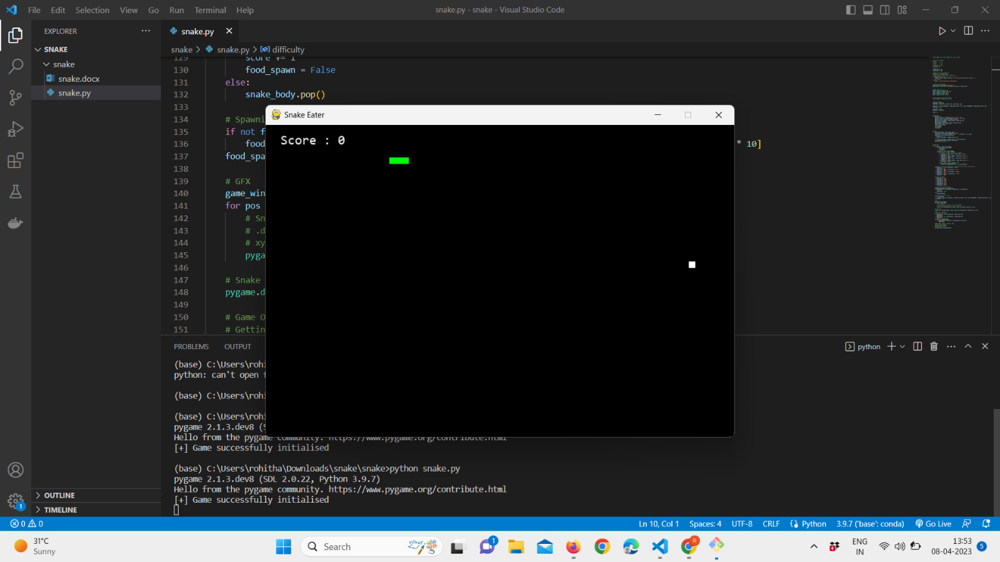 File Edit Selection View Go Run Terminal Help
snake.py - snake - Visual Studio Code
EXPLORER
SNAKE
snake
snake.docx
snake.py
OUTLINE
TIMELINE
snake.py
snake > snake.py > difficulty
129 score += 1
130 food_spawn = False
131 else:
132 snake_body.pop()
133
134 # Spawni
135 if not f
136 food * 10]
137 food_spa
138
139 # GFX
140 game_win
141 for pos
142 # Sn
143 # .d
144 # xy
145 pyga
146
147 # Snake
148 pygame.d
149
150 # Game O
151 # Gettin
Snake Eater
Score : 0
PROBLEMS OUTPUT
python
(base) C:\Users\rohi
python: can't open f
(base) C:\Users\rohi
(base) C:\Users\rohi
pygame 2.1.3.dev8 (S
Hello from the pygame community. https://www.pygame.org/contribute.html
[+] Game successfully initialised
(base) C:\Users\rohitha\Downloads\snake\snake>python snake.py
pygame 2.1.3.dev8 (SDL 2.0.22, Python 3.9.7)
Hello from the pygame community. https://www.pygame.org/contribute.html
[+] Game successfully initialised
1
0 0
Ln 10, Col 1 Spaces: 4 UTF-8 CRLF Python 3.9.7 ('base': conda) Go Live
31°C
Sunny
Search
1
R
ENG
IN
13:53
08-04-2023
5